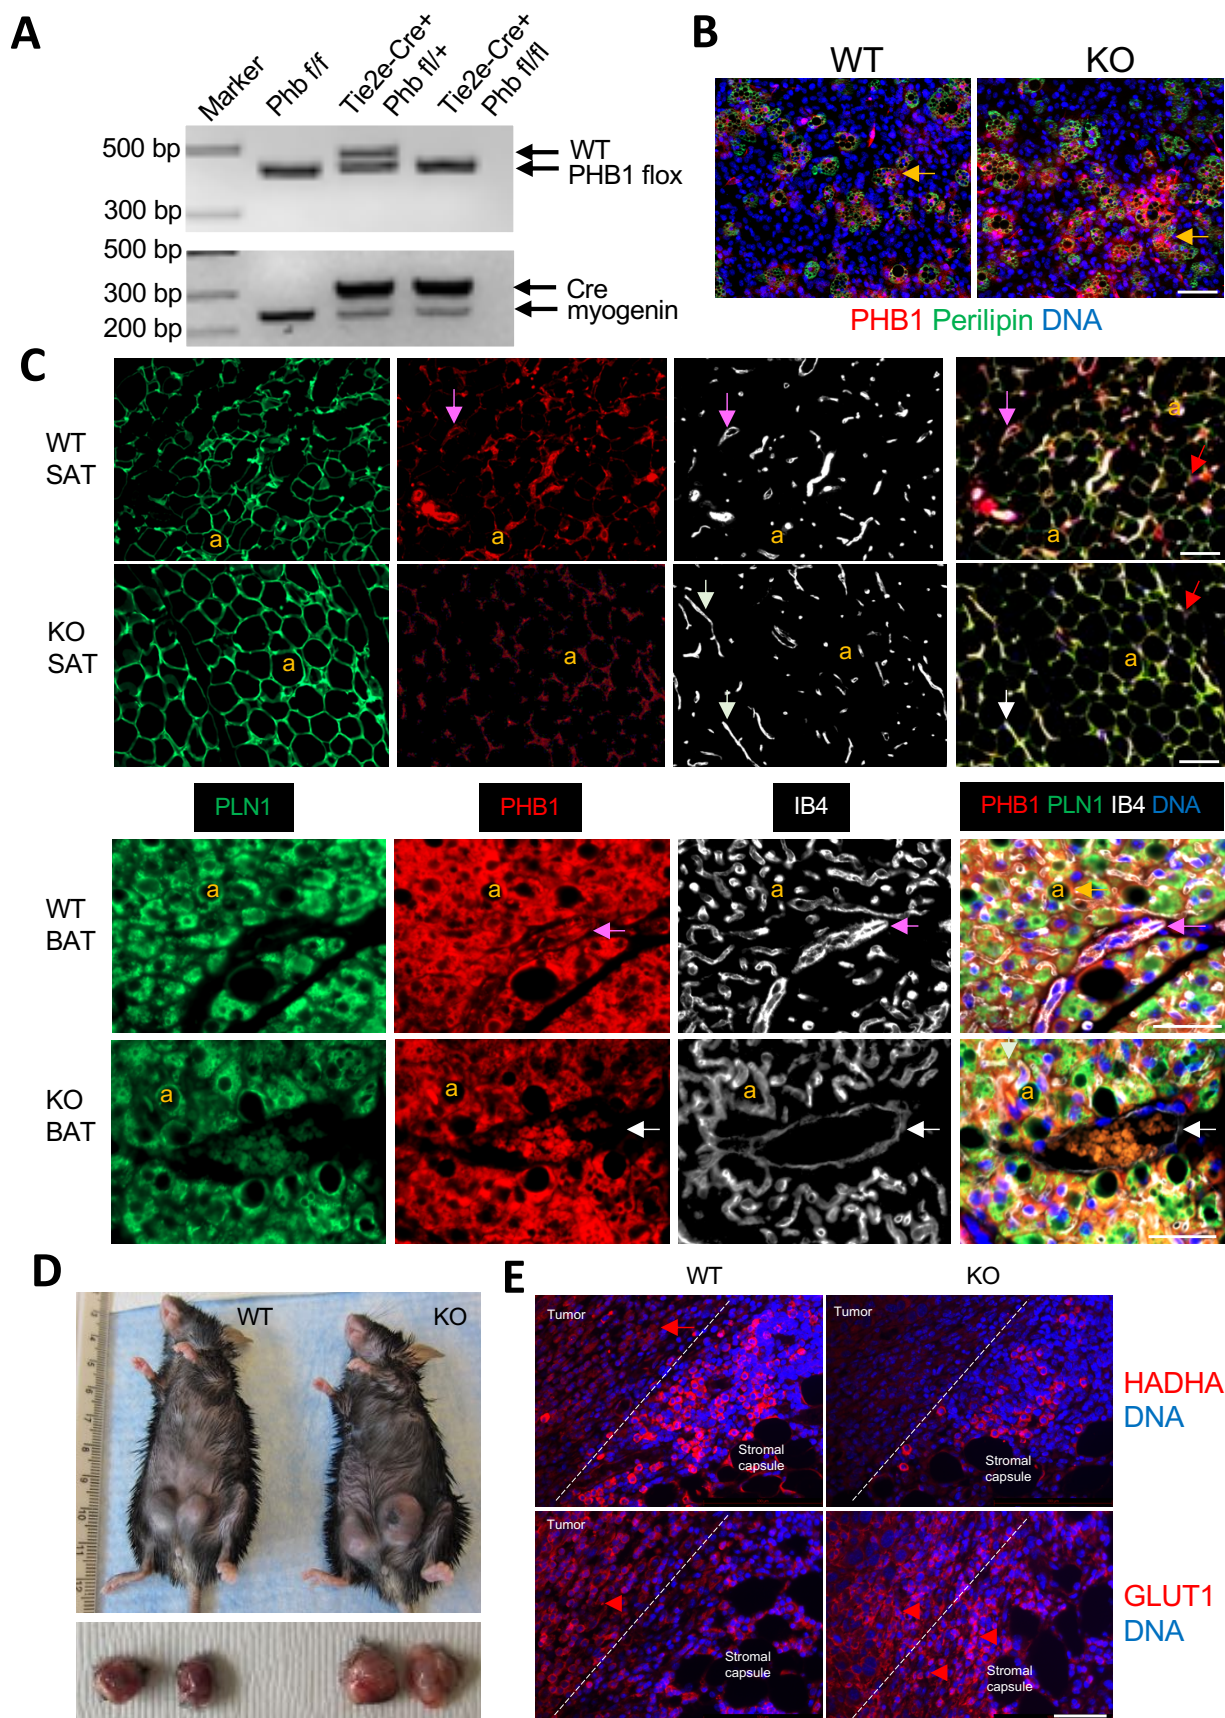 A
Marker
Phb f/f
Tie2e-Cre+
Phb fl/+
Tie2e-Cre+
Phb fl/fl
500 bp
300 bp
WT
PHB1 flox
500 bp
300 bp
200 bp
Cre
myogenin
B
WT
KO
PHB1 Perilipin DNA
C
WT
SAT
a
a
a
a
a
KO
SAT
a
a
a
a
PLN1
PHB1
IB4
PHB1 PLN1 IB4 DNA
WT
BAT
a
a
a
a
KO
BAT
a
a
a
a
D
WT
KO
E
WT
KO
Tumor
Stromal
capsule
Tumor
Stromal
capsule
HADHA
DNA
Tumor
Stromal
capsule
Stromal
capsule
GLUT1
DNA